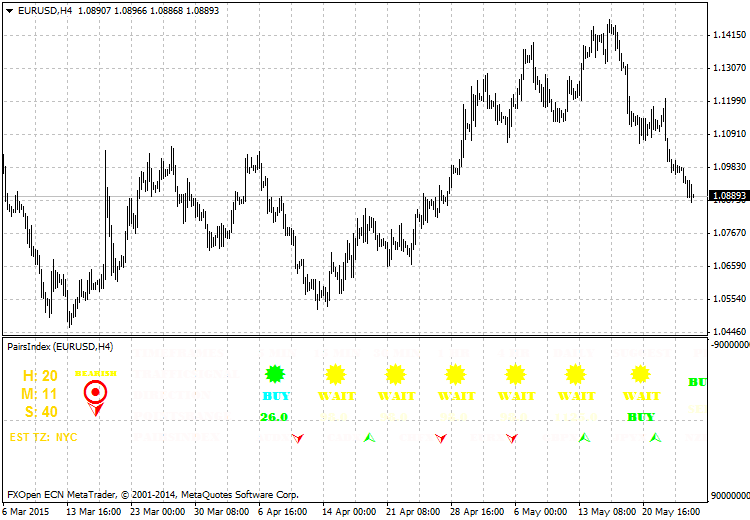 EURUSD,H4 1.08907 1.08966 1.08868 1.08893
1.14150
1.13070
1.11990
1.10910
1.09830
1.08893
1.07670
1.06590
1.05540
1.04460
PairsIndex (EURUSD,H4)
-90000000
H: 20
M: 11
S: 40
BEARISH
BUY WAIT WAIT WAIT WAIT WAIT WAIT BU
26.0 BUY
EST TZ: NYC
FXOpen ECN MetaTrader, © 2001-2014, MetaQuotes Software Corp.
90000000
6 Mar 2015 13 Mar 16:00 23 Mar 00:00 30 Mar 08:00 6 Apr 16:00 14 Apr 00:00 21 Apr 08:00 28 Apr 16:00 6 May 00:00 13 May 08:00 20 May 16:00